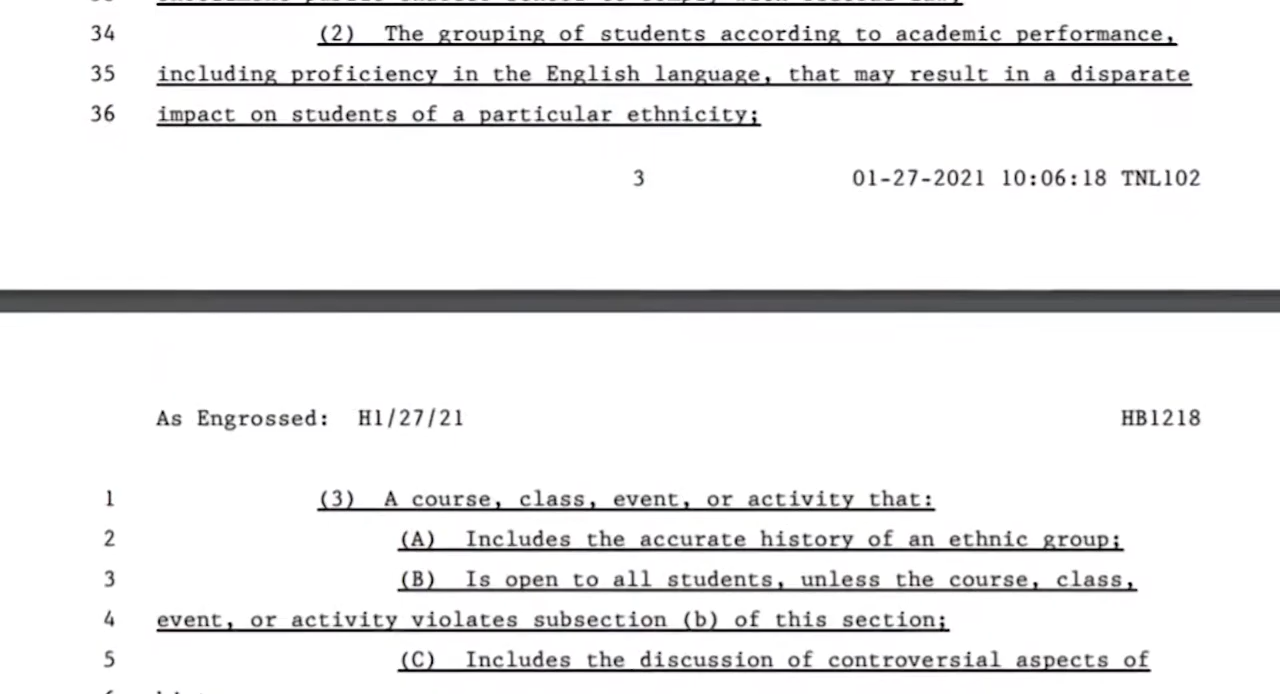 34 (2) The grouping of students according to academic performance,
35 including proficiency in the English language, that may result in a disparate
36 impact on students of a particular ethnicity;
3 01-27-2021 10:06:18 TNL102
As Engrossed: H1/27/21 HB1218
1 (3) A course, class, event, or activity that:
2 (A) Includes the accurate history of an ethnic group;
3 (B) Is open to all students, unless the course, class,
4 event, or activity violates subsection (b) of this section;
5 (C) Includes the discussion of controversial aspects of